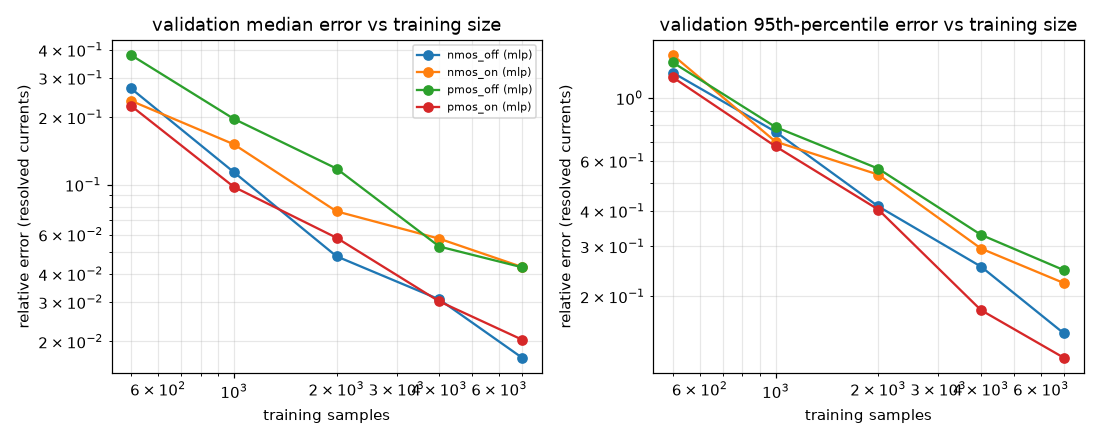 validation median error vs training size
relative error (resolved currents)
4 × 10⁻¹
3 × 10⁻¹
2 × 10⁻¹
10⁻¹
6 × 10⁻²
4 × 10⁻²
3 × 10⁻²
2 × 10⁻²
nmos_off (mlp)
nmos_on (mlp)
pmos_off (mlp)
pmos_on (mlp)
6 × 10² 10³ 2 × 10³ 3 × 10³ 4 × 10³ 6 × 10³
training samples
validation 95th-percentile error vs training size
relative error (resolved currents)
10⁰
6 × 10⁻¹
4 × 10⁻¹
3 × 10⁻¹
2 × 10⁻¹
6 × 10² 10³ 2 × 10³ 3 × 10³ 4 × 10³ 6 × 10³
training samples